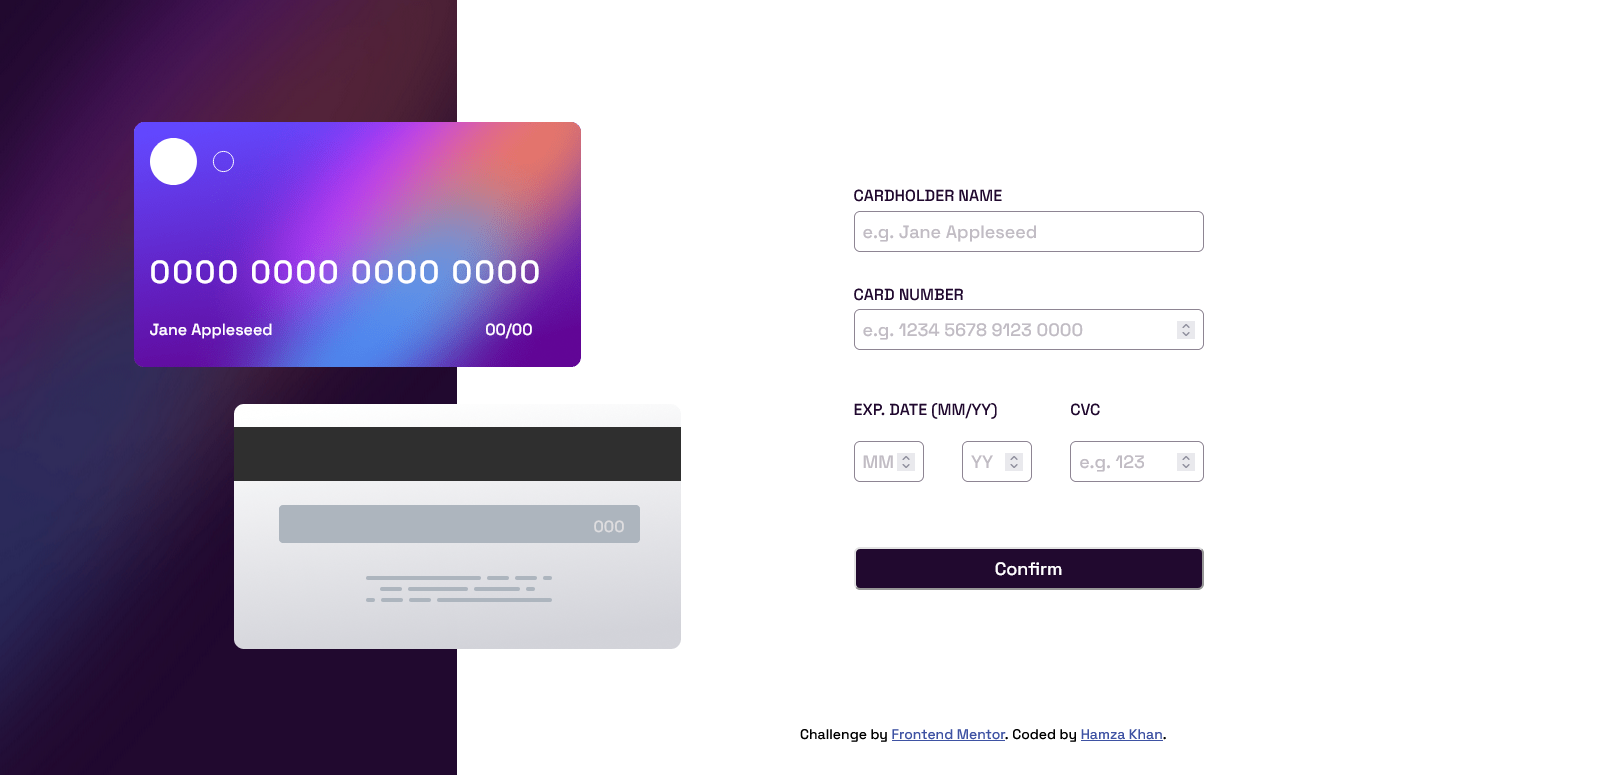 0000 0000 0000 0000
Jane Appleseed 00/00
000
CARDHOLDER NAME
e.g. Jane Appleseed
CARD NUMBER
e.g. 1234 5678 9123 0000
EXP. DATE (MM/YY) CVC
MM YY e.g. 123
Confirm
Challenge by Frontend Mentor. Coded by Hamza Khan.